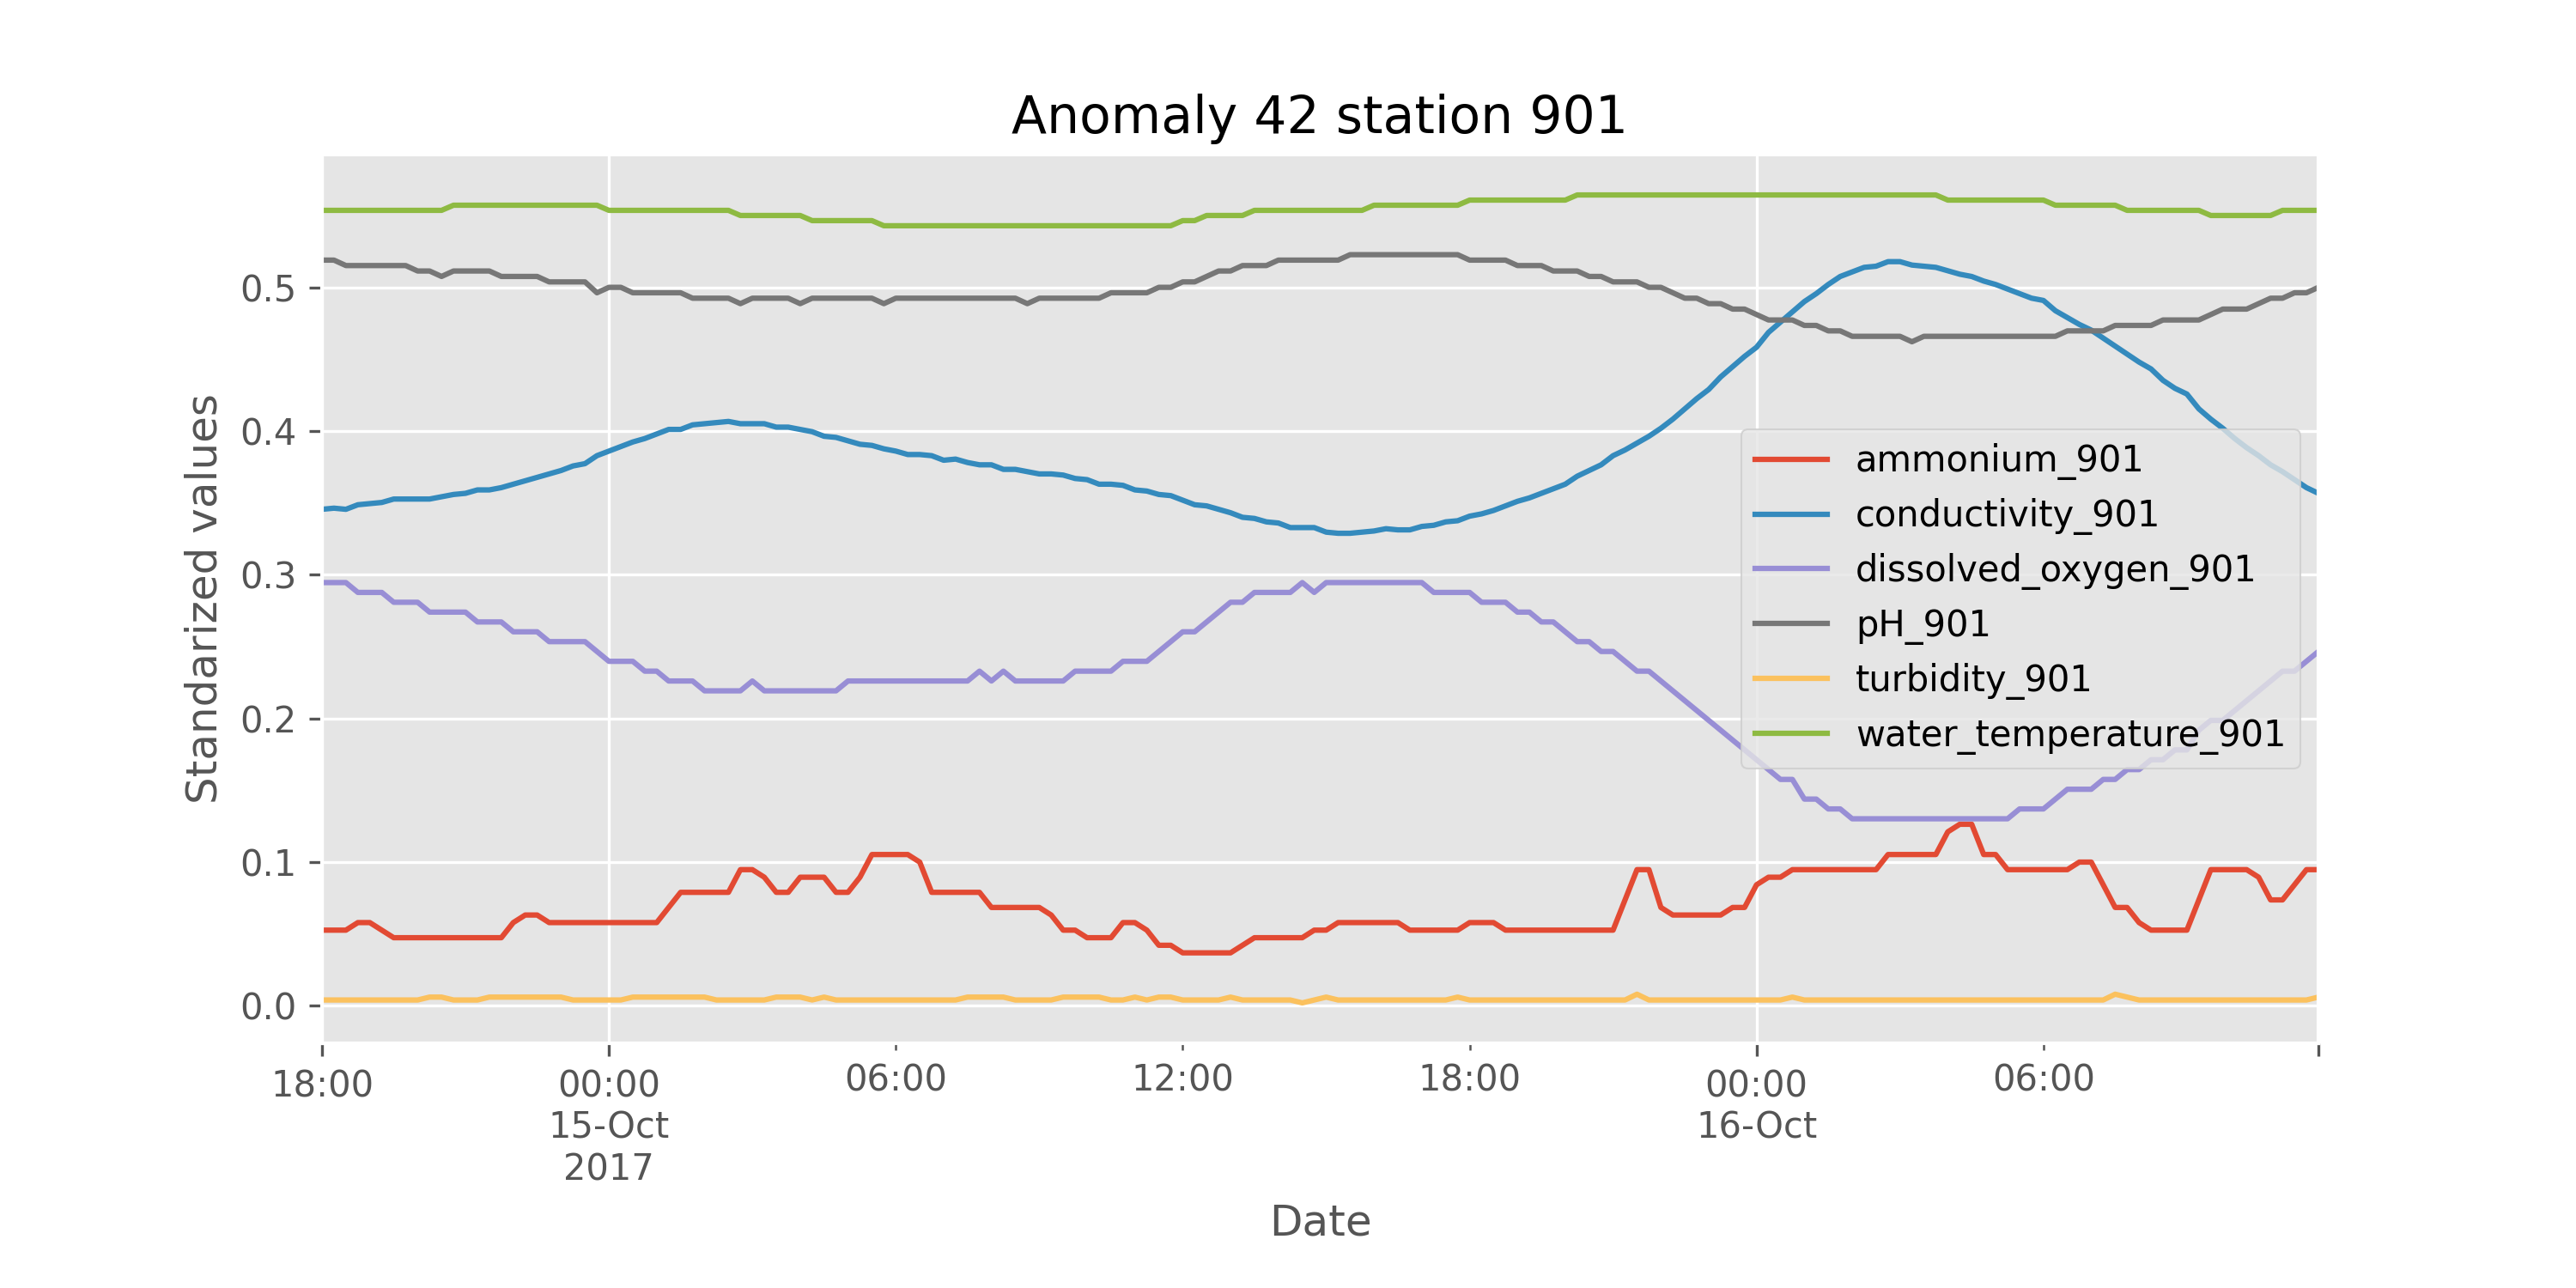 Anomaly 42 station 901
Standarized values
0.5
0.4
0.3
0.2
0.1
0.0
ammonium_901
conductivity_901
dissolved_oxygen_901
pH_901
turbidity_901
water_temperature_901
18:00
00:00
15-Oct
2017
06:00
12:00
18:00
00:00
16-Oct
06:00
Date